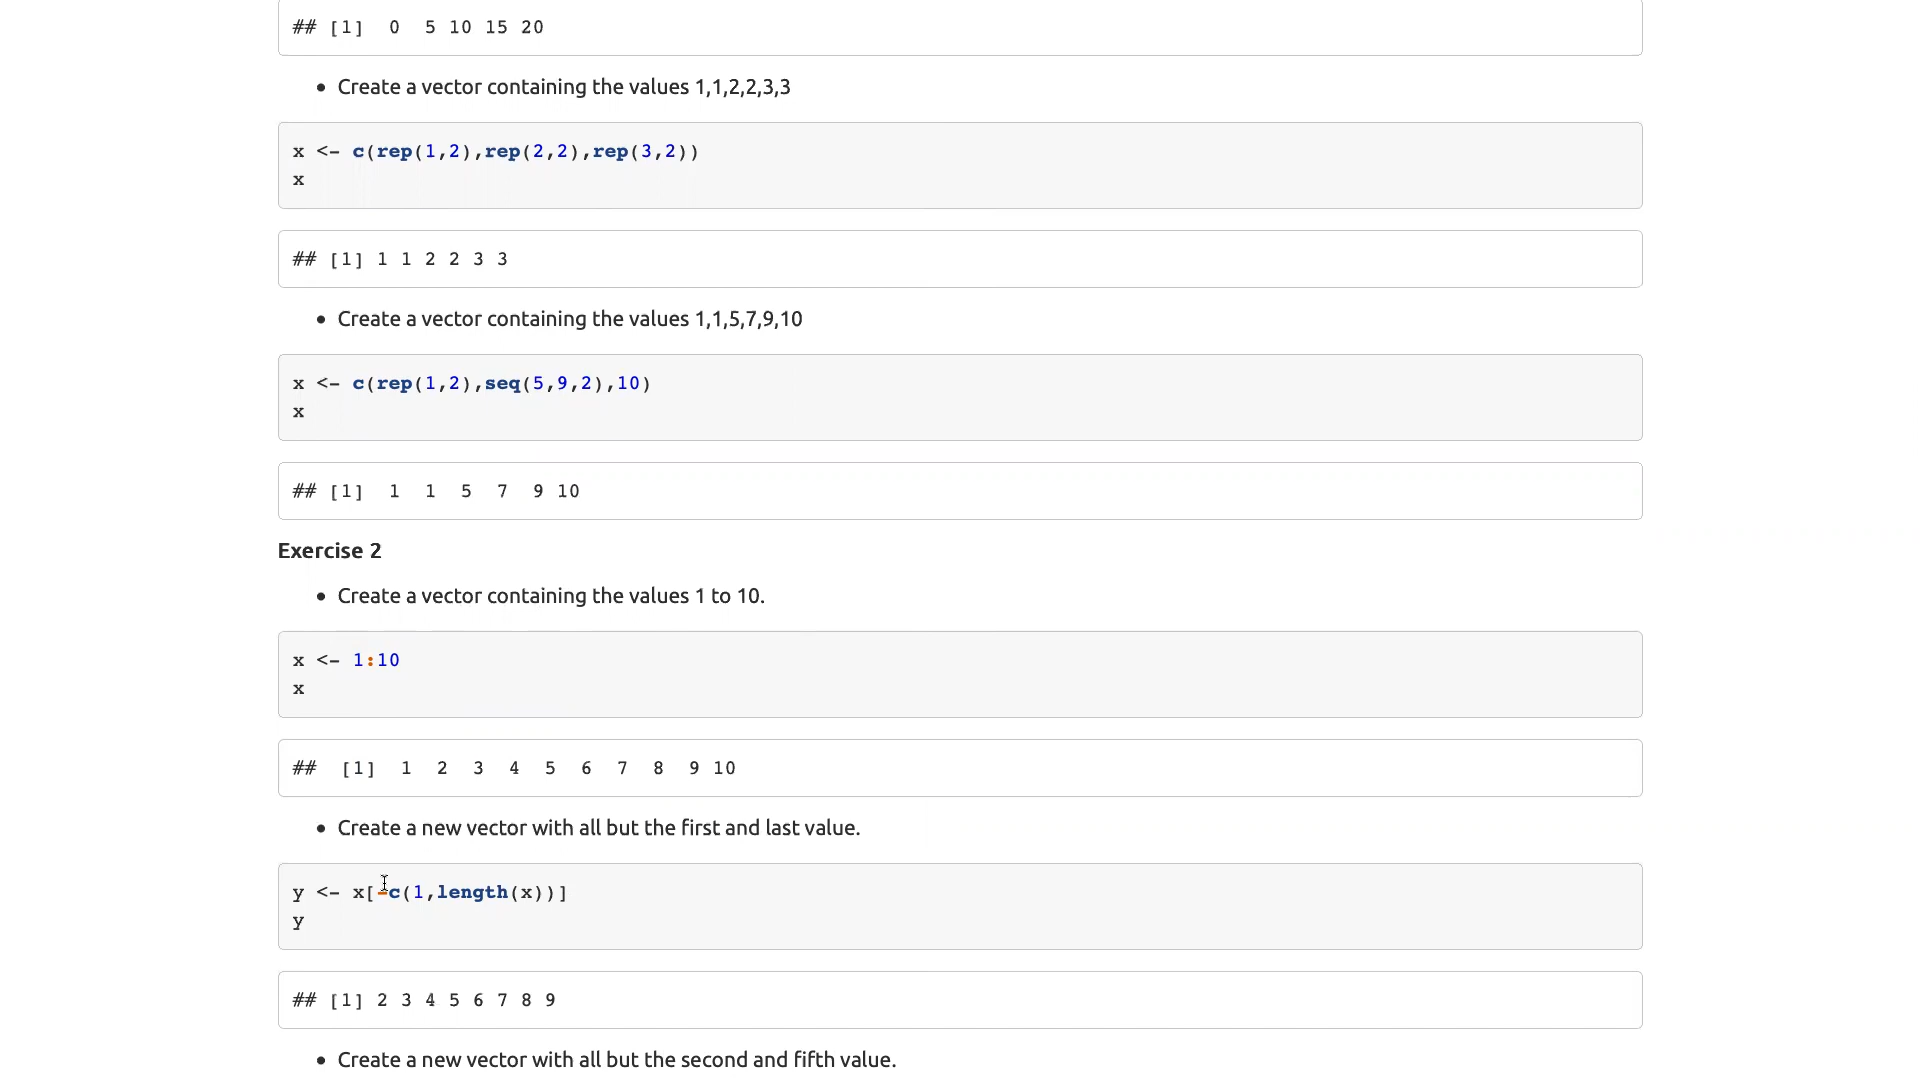 ## [1]  0  5 10 15 20
• Create a vector containing the values 1,1,2,2,3,3
x <- c(rep(1,2),rep(2,2),rep(3,2))
x
## [1] 1 1 2 2 3 3
• Create a vector containing the values 1,1,5,7,9,10
x <- c(rep(1,2),seq(5,9,2),10)
x
## [1]  1  1  5  7  9 10
Exercise 2
• Create a vector containing the values 1 to 10.
x <- 1:10
x
##  [1]  1  2  3  4  5  6  7  8  9 10
• Create a new vector with all but the first and last value.
y <- x[-c(1,length(x))]
y
## [1] 2 3 4 5 6 7 8 9
• Create a new vector with all but the second and fifth value.